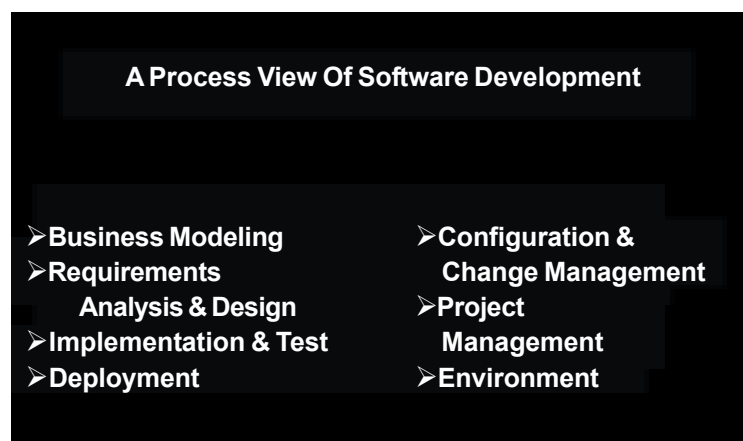 A Process View Of Software Development
➢Business Modeling
➢Requirements
Analysis & Design
➢Implementation & Test
➢Deployment
➢Configuration &
Change Management
➢Project
Management
➢Environment